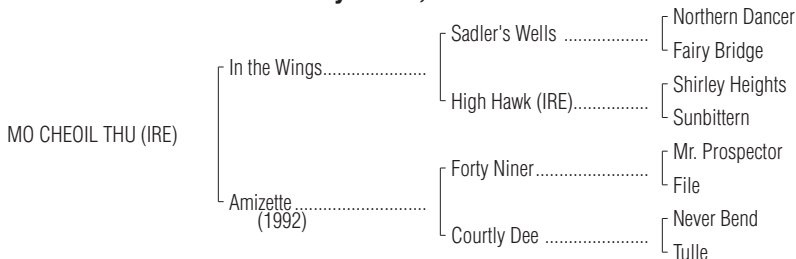 Northern Dancer
Sadler's Wells ..................
Fairy Bridge
In the Wings......................
Shirley Heights
High Hawk (IRE)................
Sunbittern
MO CHEOIL THU (IRE)
Mr. Prospector
Forty Niner........................
File
Amizette............................
(1992)
Never Bend
Courtly Dee ......................
Tulle